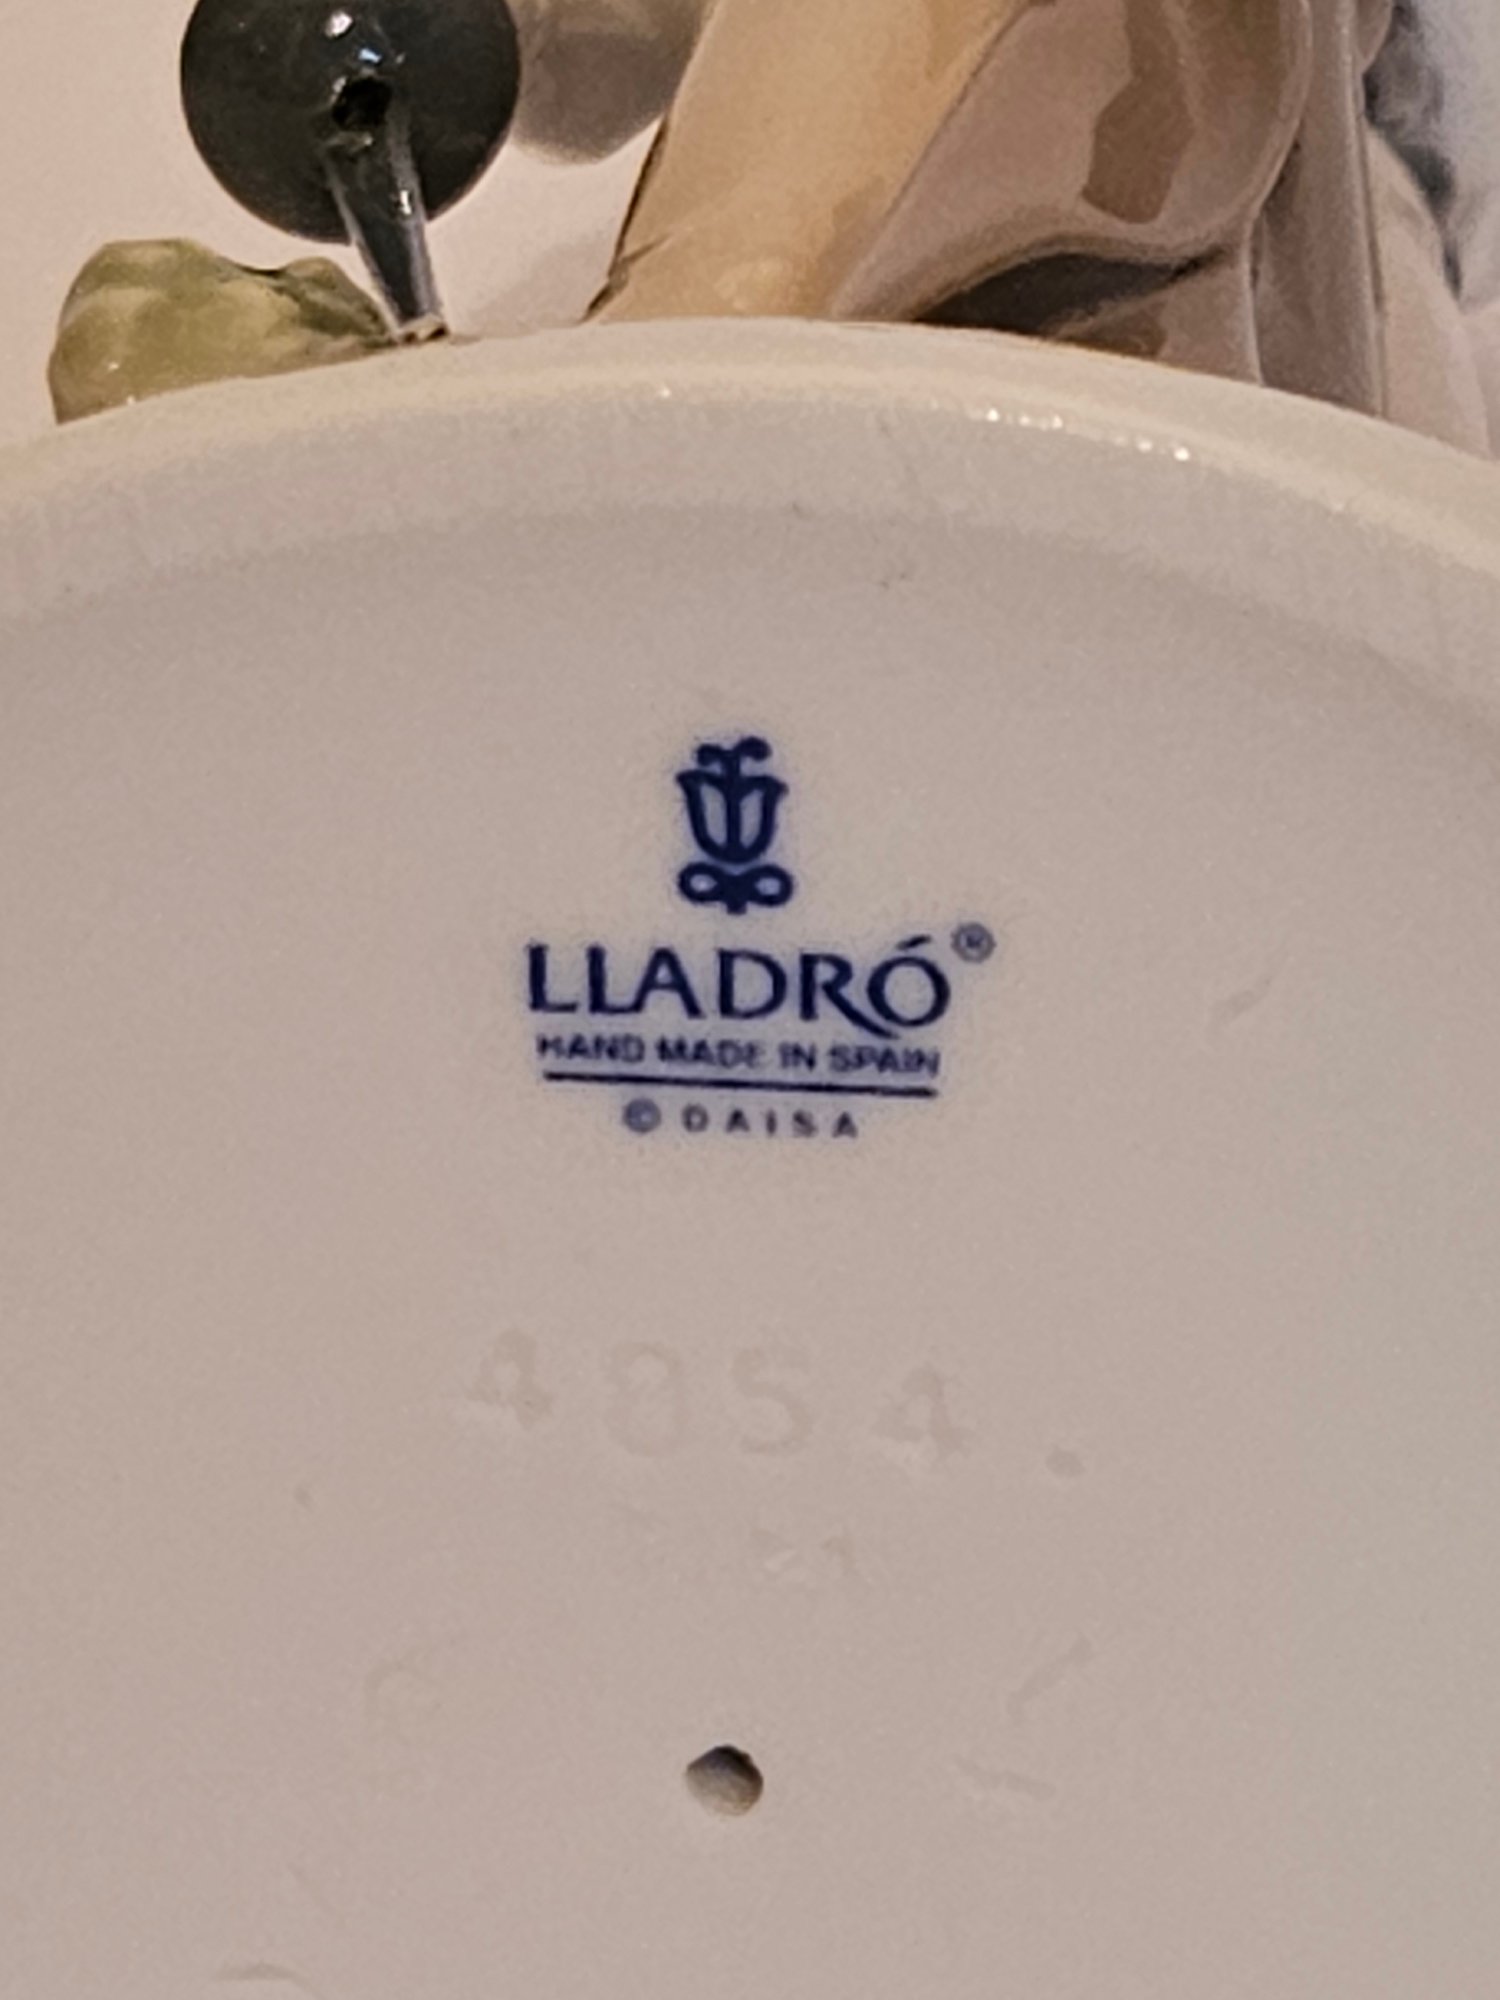 LLADRÓ®
HAND MADE IN SPAIN
© DAISA
4854.